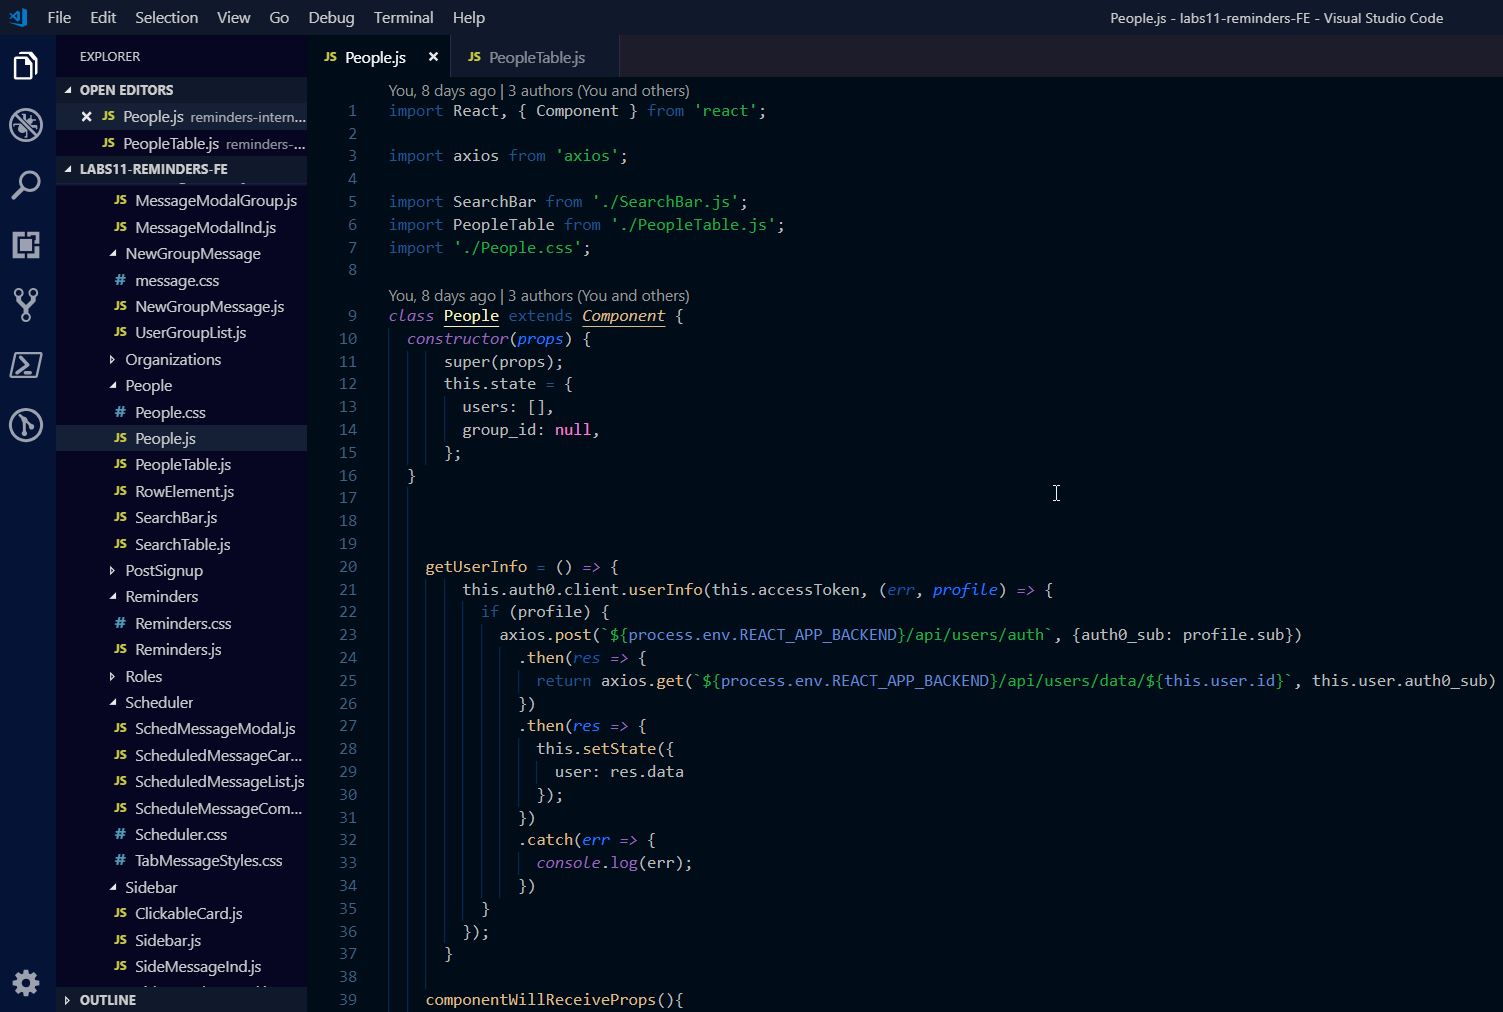 File Edit Selection View Go Debug Terminal Help
People.js - labs11-reminders-FE - Visual Studio Code
EXPLORER
OPEN EDITORS
JS People.js reminders-intern...
JS PeopleTable.js reminders-...
LABS11-REMINDERS-FE
JS MessageModalGroup.js
JS MessageModalInd.js
NewGroupMessage
# message.css
JS NewGroupMessage.js
JS UserGroupList.js
Organizations
People
# People.css
JS People.js
JS PeopleTable.js
JS RowElement.js
JS SearchBar.js
JS SearchTable.js
PostSignup
Reminders
# Reminders.css
JS Reminders.js
Roles
Scheduler
JS SchedMessageModal.js
JS ScheduledMessageCar...
JS ScheduledMessageList.js
JS ScheduleMessageCom...
# Scheduler.css
# TabMessageStyles.css
Sidebar
JS ClickableCard.js
JS Sidebar.js
JS SideMessageInd.js
OUTLINE
JS People.js
JS PeopleTable.js
You, 8 days ago | 3 authors (You and others)
1 import React, { Component } from 'react';
2
3 import axios from 'axios';
4
5 import SearchBar from './SearchBar.js';
6 import PeopleTable from './PeopleTable.js';
7 import './People.css';
8
You, 8 days ago | 3 authors (You and others)
9 class People extends Component {
10 constructor(props) {
11 super(props);
12 this.state = {
13 users: [],
14 group_id: null,
15 };
16 }
17
18
19
20 getUserInfo = () => {
21 this.auth0.client.userInfo(this.accessToken, (err, profile) => {
22 if (profile) {
23 axios.post(`${process.env.REACT_APP_BACKEND}/api/users/auth`, {auth0_sub: profile.sub})
24 .then(res => {
25 return axios.get(`${process.env.REACT_APP_BACKEND}/api/users/data/${this.user.id}`, this.user.auth0_sub)
26 })
27 .then(res => {
28 this.setState({
29 user: res.data
30 });
31 })
32 .catch(err => {
33 console.log(err);
34 })
35 }
36 });
37 }
38
39 componentWillReceiveProps(){